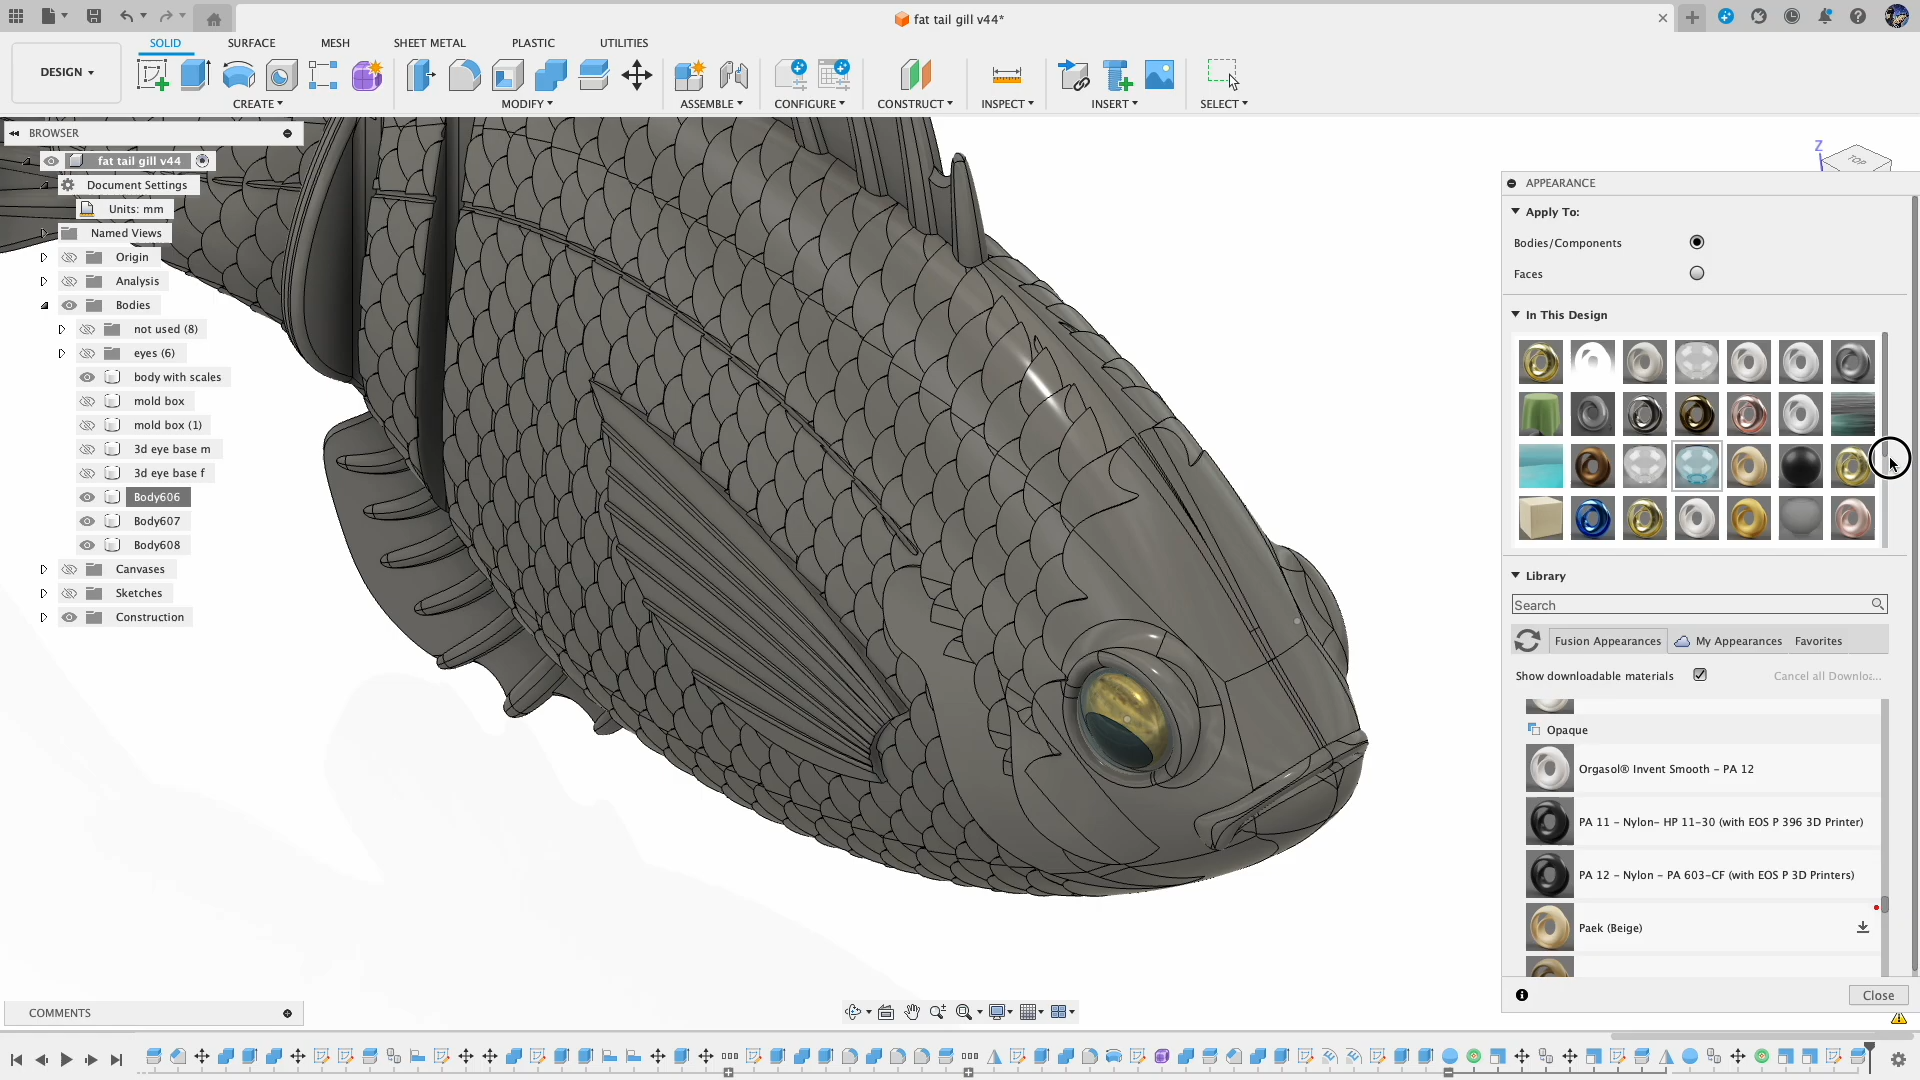 fat tail gill v44*
SOLID SURFACE MESH SHEET METAL PLASTIC UTILITIES
DESIGN
CREATE MODIFY ASSEMBLE CONFIGURE CONSTRUCT INSPECT INSERT SELECT
BROWSER
fat tail gill v44
Document Settings
Units: mm
Named Views
Origin
Analysis
Bodies
not used (8)
eyes (6)
body with scales
mold box
mold box (1)
3d eye base m
3d eye base f
Body606
Body607
Body608
Canvases
Sketches
Construction
COMMENTS
Z
TOP
APPEARANCE
Apply To:
Bodies/Components
Faces
In This Design
Library
Search
Fusion Appearances My Appearances Favorites
Show downloadable materials Cancel all Downloa...
Opaque
Orgasol® Invent Smooth - PA 12
PA 11 - Nylon- HP 11-30 (with EOS P 396 3D Printer)
PA 12 - Nylon - PA 603-CF (with EOS P 3D Printers)
Paek (Beige)
Close